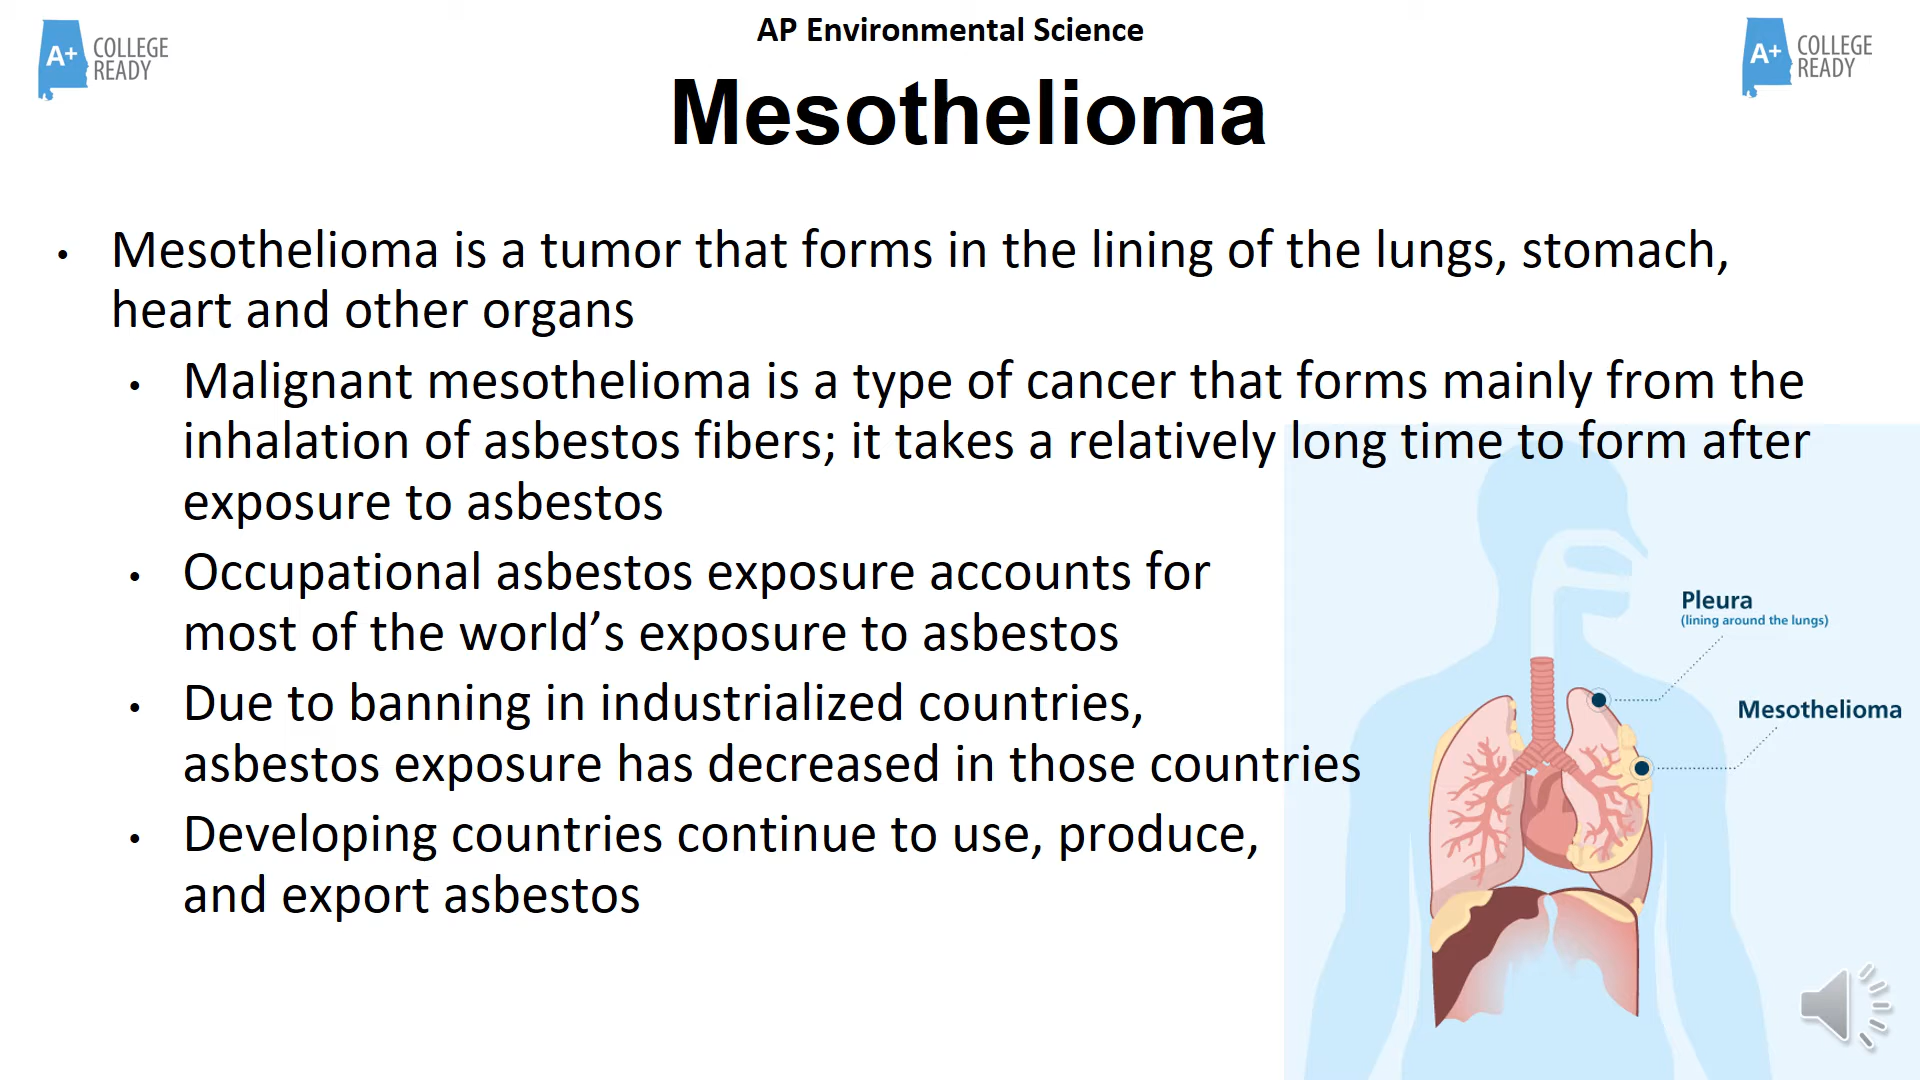 AP Environmental Science
A+ COLLEGE
READY
A+ COLLEGE
READY
Mesothelioma
• Mesothelioma is a tumor that forms in the lining of the lungs, stomach,
heart and other organs
• Malignant mesothelioma is a type of cancer that forms mainly from the
inhalation of asbestos fibers; it takes a relatively long time to form after
exposure to asbestos
• Occupational asbestos exposure accounts for
most of the world’s exposure to asbestos
• Due to banning in industrialized countries,
asbestos exposure has decreased in those countries
• Developing countries continue to use, produce,
and export asbestos
Pleura
(lining around the lungs)
Mesothelioma